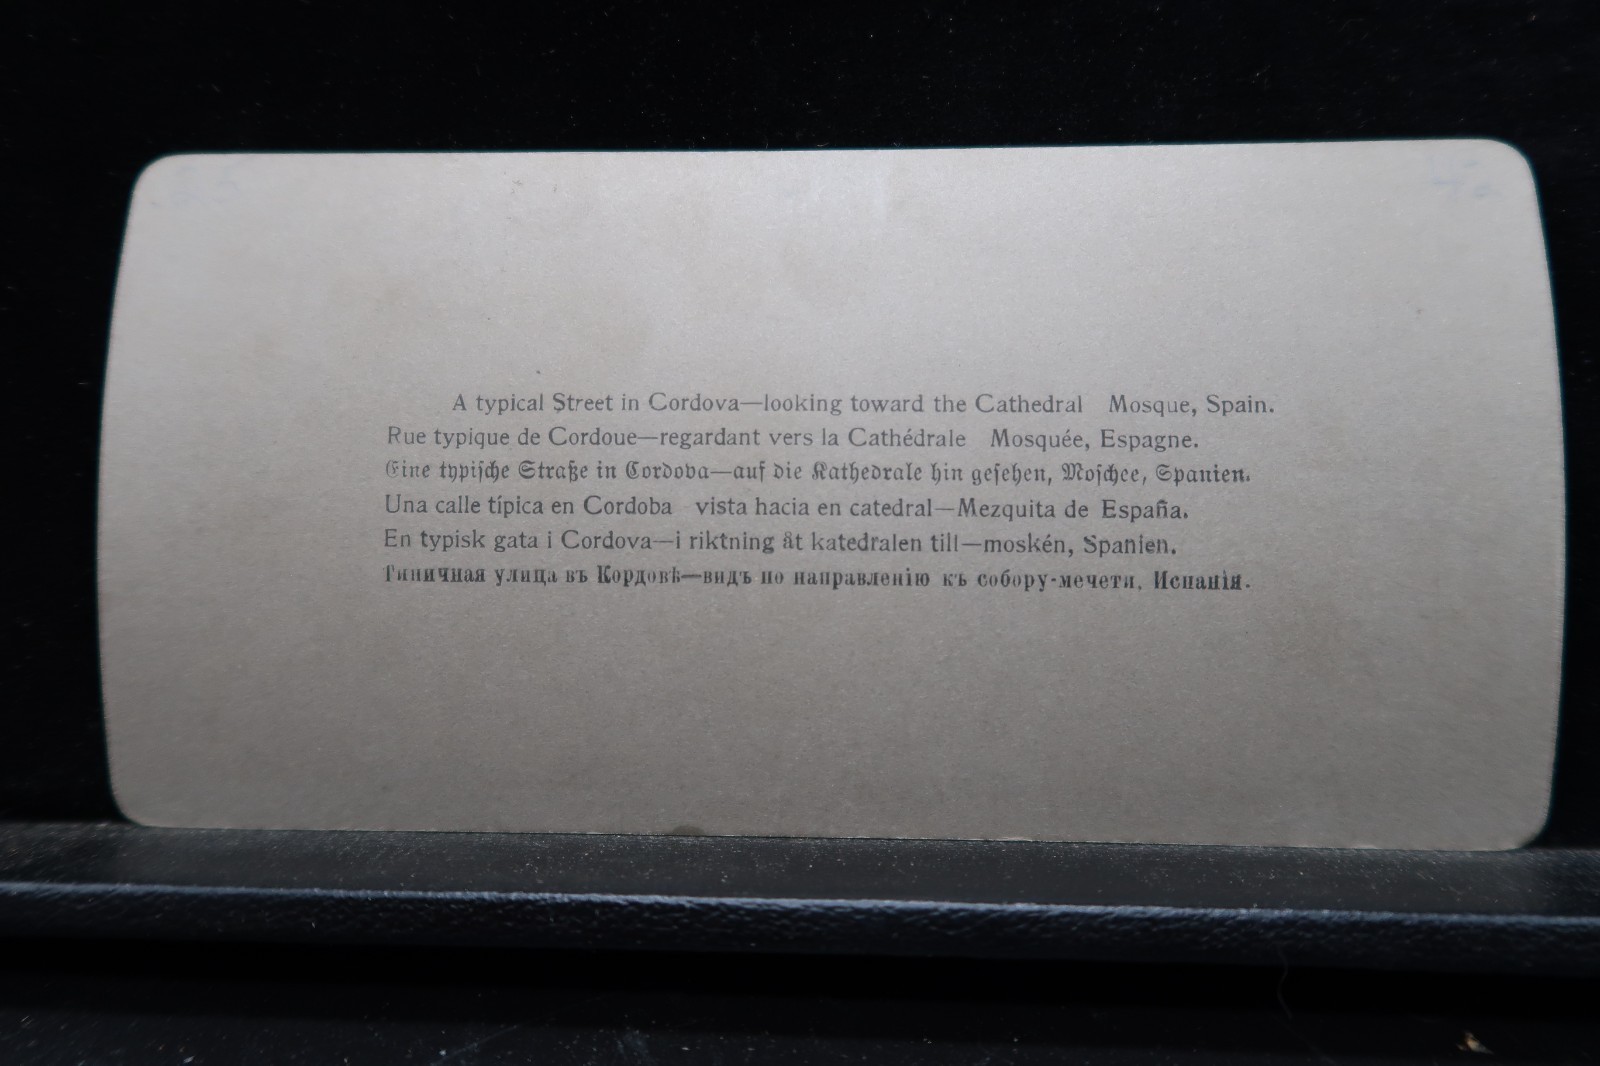 A typical Street in Cordova—looking toward the Cathedral Mosque, Spain.
Rue typique de Cordoue—regardant vers la Cathédrale Mosquée, Espagne.
Eine typische Straße in Cordoba—auf die Kathedrale hin gesehen, Moschee, Spanien.
Una calle típica en Cordoba vista hacia en catedral—Mezquita de España.
En typisk gata i Cordova—i riktning åt katedralen till—moskén, Spanien.
Типичная улица въ Кордовѣ—видъ по направленію къ собору-мечети, Испанія.